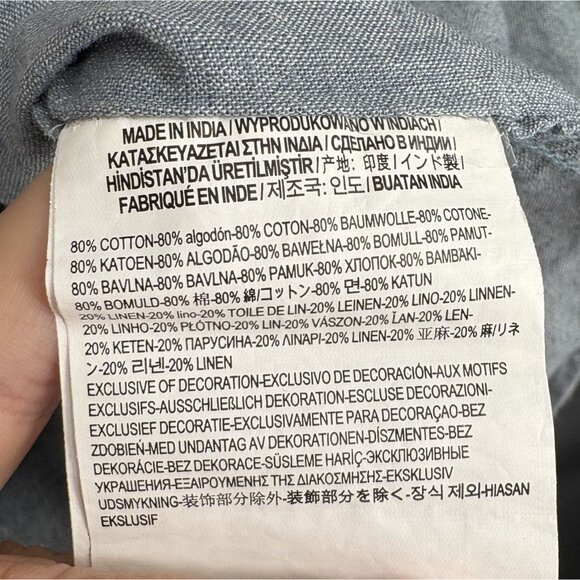 MADE IN INDIA / WYPRODUKOWANO W INDIACH /
ΚΑΤΑΣΚΕΥΑΖΕΤΑΙ ΣΤΗΝ ΙΝΔΙΑ / СДЕЛАНО В ИНДИИ /
HİNDİSTAN'DA ÜRETİLMİŞTİR / 产地: 印度 / インド製 /
FABRIQUÉ EN INDE / 제조국: 인도 / BUATAN INDIA
80% COTTON-80% algodón-80% COTON-80% BAUMWOLLE-80% COTONE-
80% KATOEN-80% ALGODÃO-80% BAWEŁNA-80% BOMULL-80% PAMUT-
80% BAVLNA-80% BAVLNA-80% PAMUK-80% ХЛОПОК-80% BAMBAKI-
80% BOMULD-80% 棉-80% 綿/コットン-80% 면-80% KATUN
20% LINEN-20% lino-20% TOILE DE LIN-20% LEINEN-20% LINO-20% LINNEN-
20% LINHO-20% PŁÓTNO-20% LIN-20% VÁSZON-20% ĽAN-20% LEN-
20% KETEN-20% ПАРУСИНА-20% ΛΙΝΑΡΙ-20% LINEN-20% 亚麻-20% 麻/リネ
ン-20% 리넨-20% LINEN
EXCLUSIVE OF DECORATION-EXCLUSIVO DE DECORACIÓN-AUX MOTIFS
EXCLUSIFS-AUSSCHLIEßLICH DEKORATION-ESCLUSE DECORAZIONI-
EXCLUSIEF DECORATIE-EXCLUSIVAMENTE PARA DECORAÇAO-BEZ
ZDOBIEŃ-MED UNDANTAG AV DEKORATIONEN-DÍSZMENTES-BEZ
DEKORÁCIE-BEZ DEKORACE-SÜSLEME HARİÇ-ЭКСКЛЮЗИВНЫЕ
УКРАШЕНИЯ-ΕΞΑΙΡΟΥΜΕΝΗΣ ΤΗΣ ΔΙΑΚΟΣΜΗΣΗΣ-EKSKLUSIV
UDSMYKNING-装饰部分除外-装飾部分を除く-장식 제외-HIASAN
EKSLUSIF